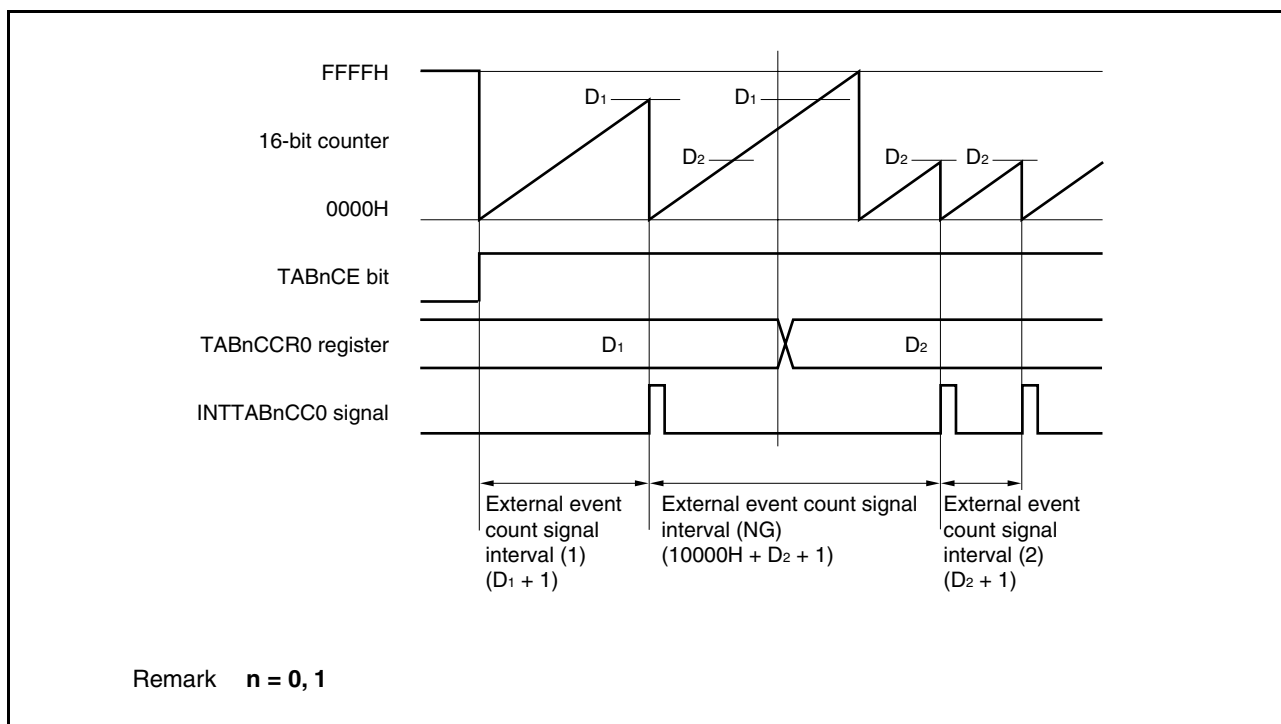 FFFFH
D₁
D₁
16-bit counter
D₂
D₂
D₂
0000H
TABnCE bit
TABnCCR0 register
D₁
D₂
INTTABnCC0 signal
External event
count signal
interval (1)
(D₁ + 1)
External event count signal
interval (NG)
(10000H + D₂ + 1)
External event
count signal
interval (2)
(D₂ + 1)
Remark n = 0, 1